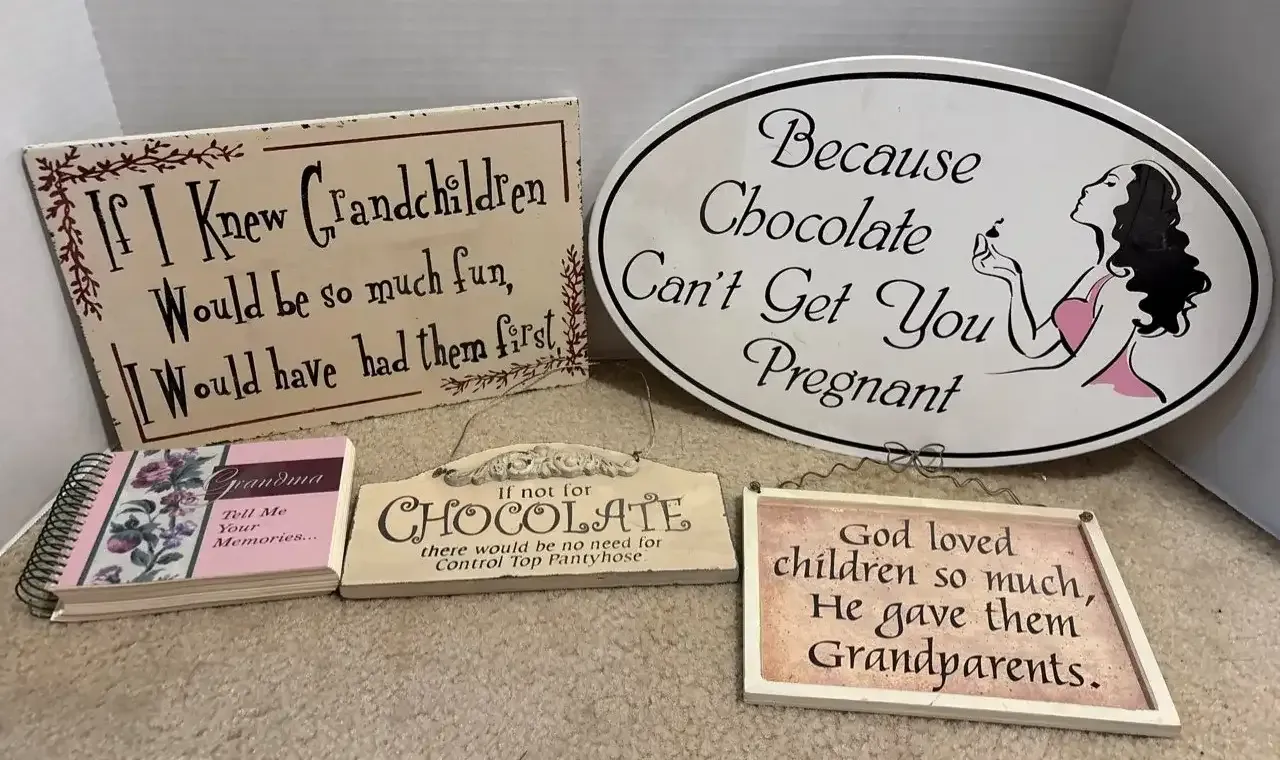 If I Knew Grandchildren
Would be so much fun,
I Would have had them first.
Because
Chocolate
Can't Get You
Pregnant
Grandma
Tell Me
Your
Memories...
If not for
CHOCOLATE
there would be no need for
Control Top Pantyhose
God loved
children so much,
He gave them
Grandparents.